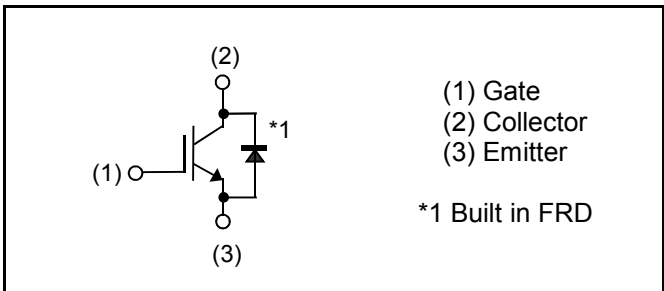 (2)
*1
(1)
(3)
(1) Gate
(2) Collector
(3) Emitter
*1 Built in FRD